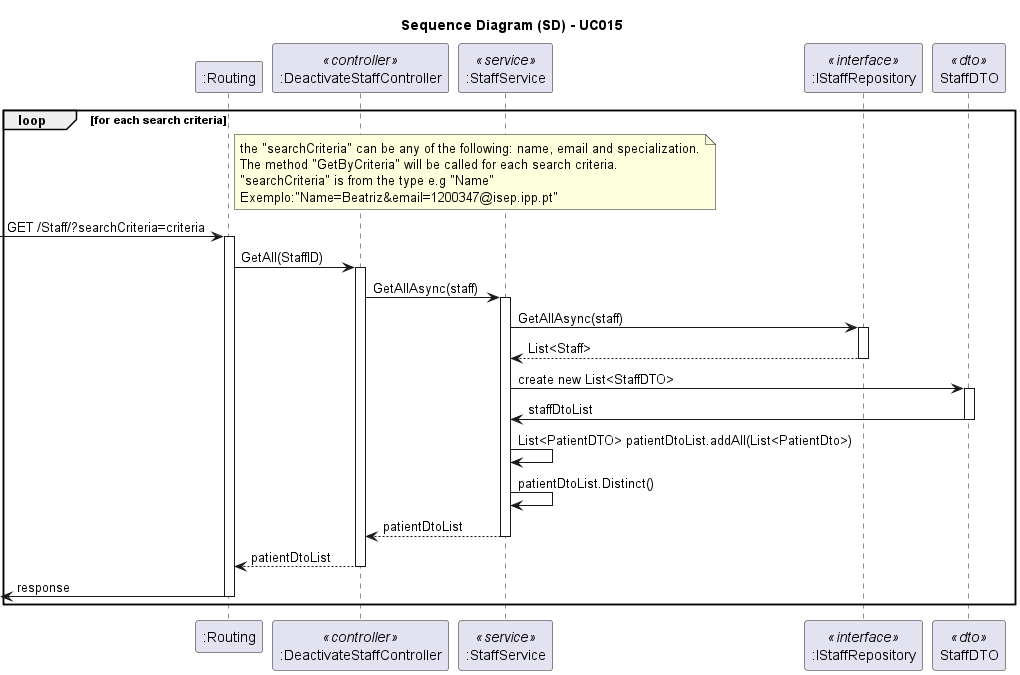 Sequence Diagram (SD) - UC015
:Routing
«controller»
:DeactivateStaffController
«service»
:StaffService
«interface»
:IStaffRepository
«dto»
StaffDTO
loop [for each search criteria]
the "searchCriteria" can be any of the following: name, email and specialization.
The method "GetByCriteria" will be called for each search criteria.
"searchCriteria" is from the type e.g "Name"
Exemplo:"Name=Beatriz&email=1200347@isep.ipp.pt"
GET /Staff/?searchCriteria=criteria
GetAll(StaffID)
GetAllAsync(staff)
GetAllAsync(staff)
List<Staff>
create new List<StaffDTO>
staffDtoList
List<PatientDTO> patientDtoList.addAll(List<PatientDto>)
patientDtoList.Distinct()
patientDtoList
patientDtoList
response
:Routing
«controller»
:DeactivateStaffController
«service»
:StaffService
«interface»
:IStaffRepository
«dto»
StaffDTO